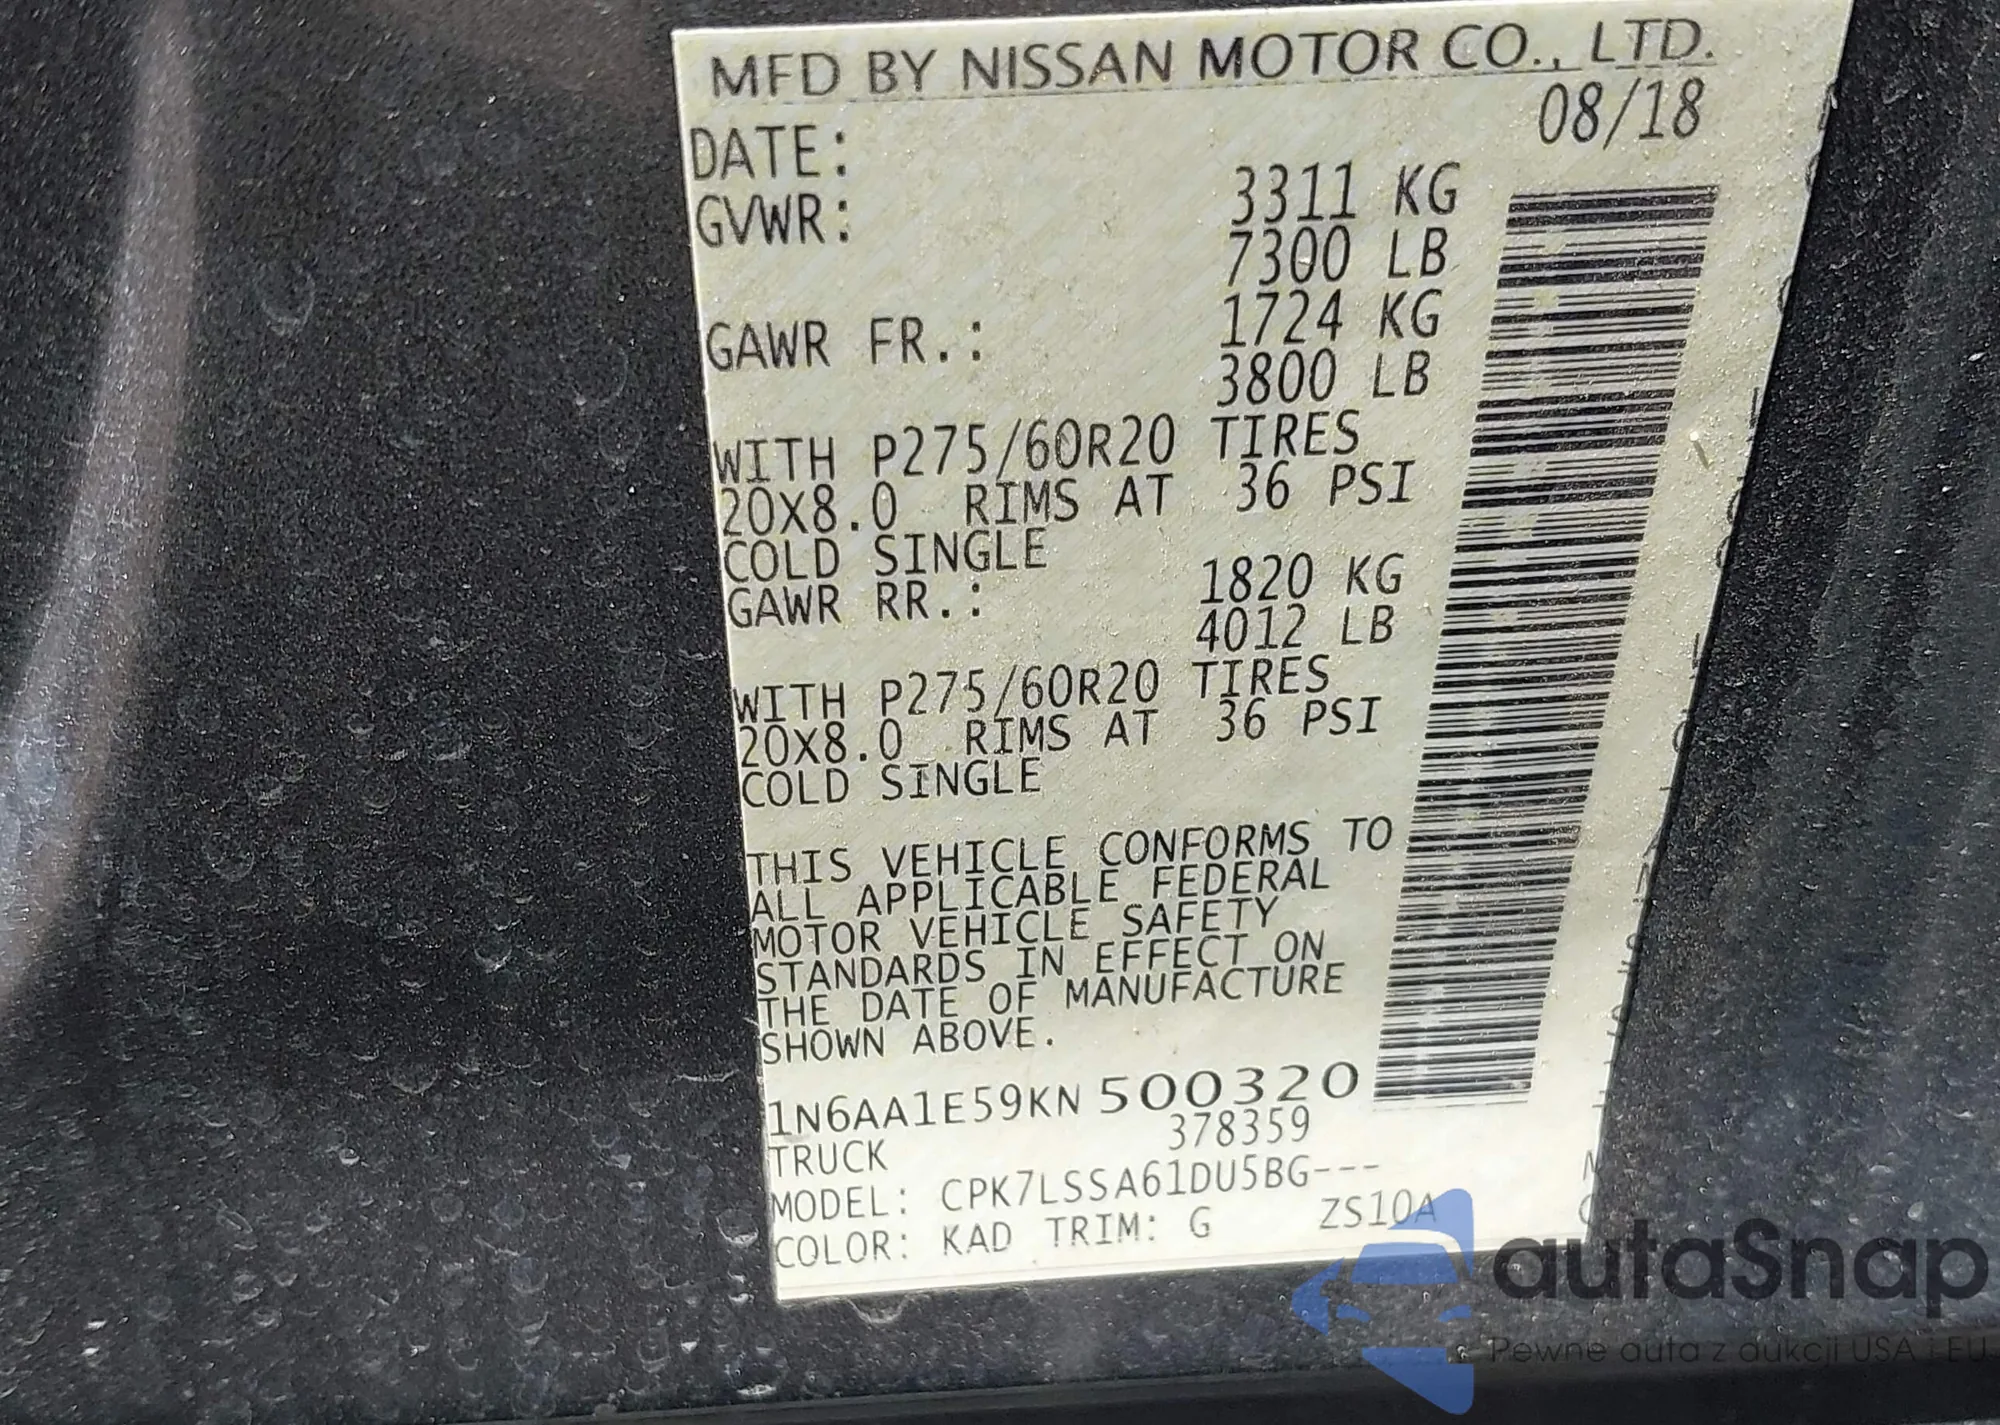 MFD BY NISSAN MOTOR CO., LTD.
DATE: 08/18
GVWR: 3311 KG
7300 LB
GAWR FR.: 1724 KG
3800 LB
WITH P275/60R20 TIRES
20X8.0 RIMS AT 36 PSI
COLD SINGLE
GAWR RR.: 1820 KG
4012 LB
WITH P275/60R20 TIRES
20X8.0 RIMS AT 36 PSI
COLD SINGLE
THIS VEHICLE CONFORMS TO
ALL APPLICABLE FEDERAL
MOTOR VEHICLE SAFETY
STANDARDS IN EFFECT ON
THE DATE OF MANUFACTURE
SHOWN ABOVE.
1N6AA1E59KN500320
TRUCK 378359
MODEL: CPK7LSSA61DU5BG---
COLOR: KAD TRIM: G ZS10A
autaSnap
Pewne auta z aukcji USA i EU